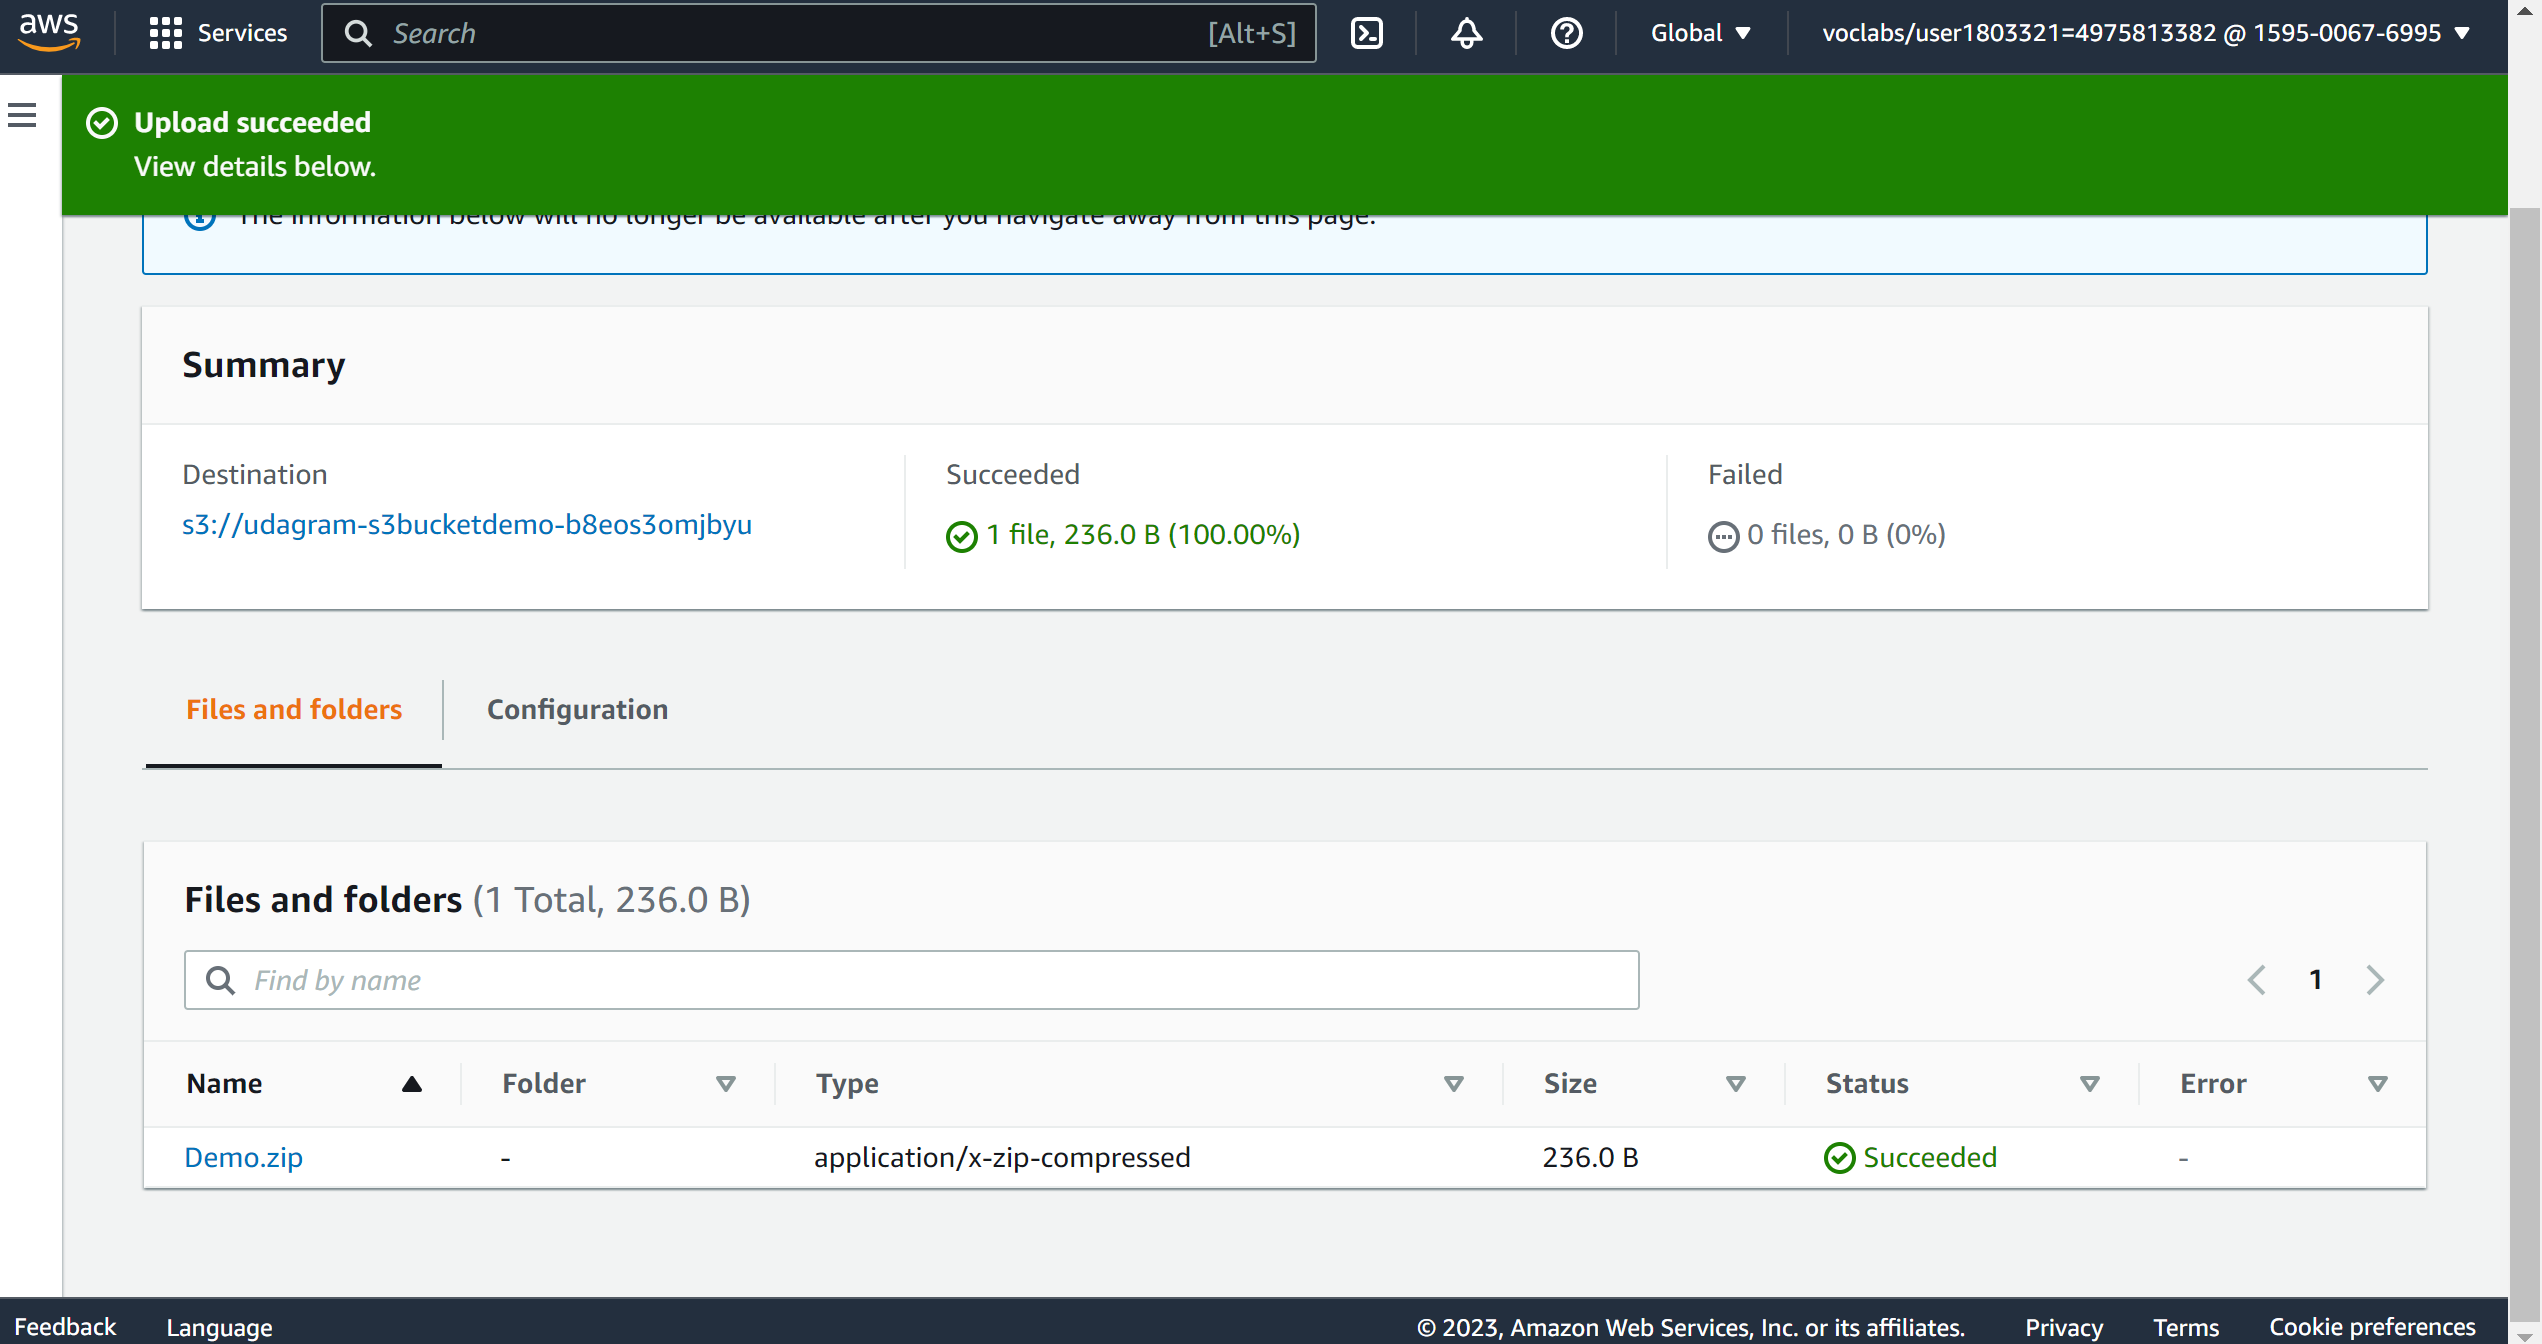 aws Services Search [Alt+S] Global voclabs/user1803321=4975813382 @ 1595-0067-6995
Upload succeeded
View details below.
The information below will no longer be available after you navigate away from this page.
Summary
Destination Succeeded Failed
s3://udagram-s3bucketdemo-b8eos3omjbyu 1 file, 236.0 B (100.00%) 0 files, 0 B (0%)
Files and folders Configuration
Files and folders (1 Total, 236.0 B)
Find by name 1
Name Folder Type Size Status Error
Demo.zip - application/x-zip-compressed 236.0 B Succeeded -
Feedback Language © 2023, Amazon Web Services, Inc. or its affiliates. Privacy Terms Cookie preferences